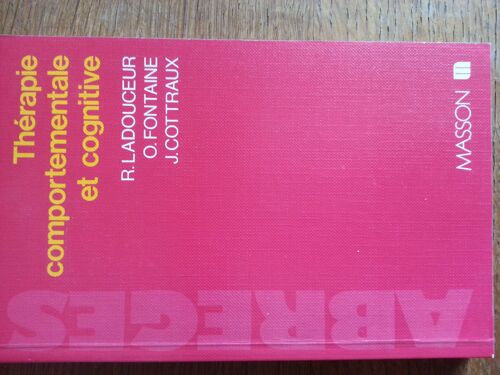 Thérapie
comportementale
et cognitive
R. LADOUCEUR
O. FONTAINE
J. COTTRAUX
MASSON
ABREGES